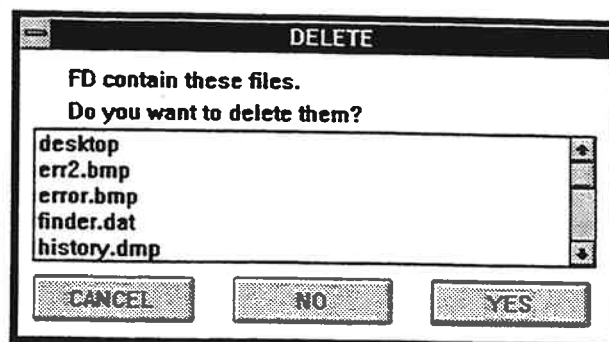 DELETE
FD contain these files.
Do you want to delete them?
desktop
err2.bmp
error.bmp
finder.dat
history.dmp
CANCEL NO YES